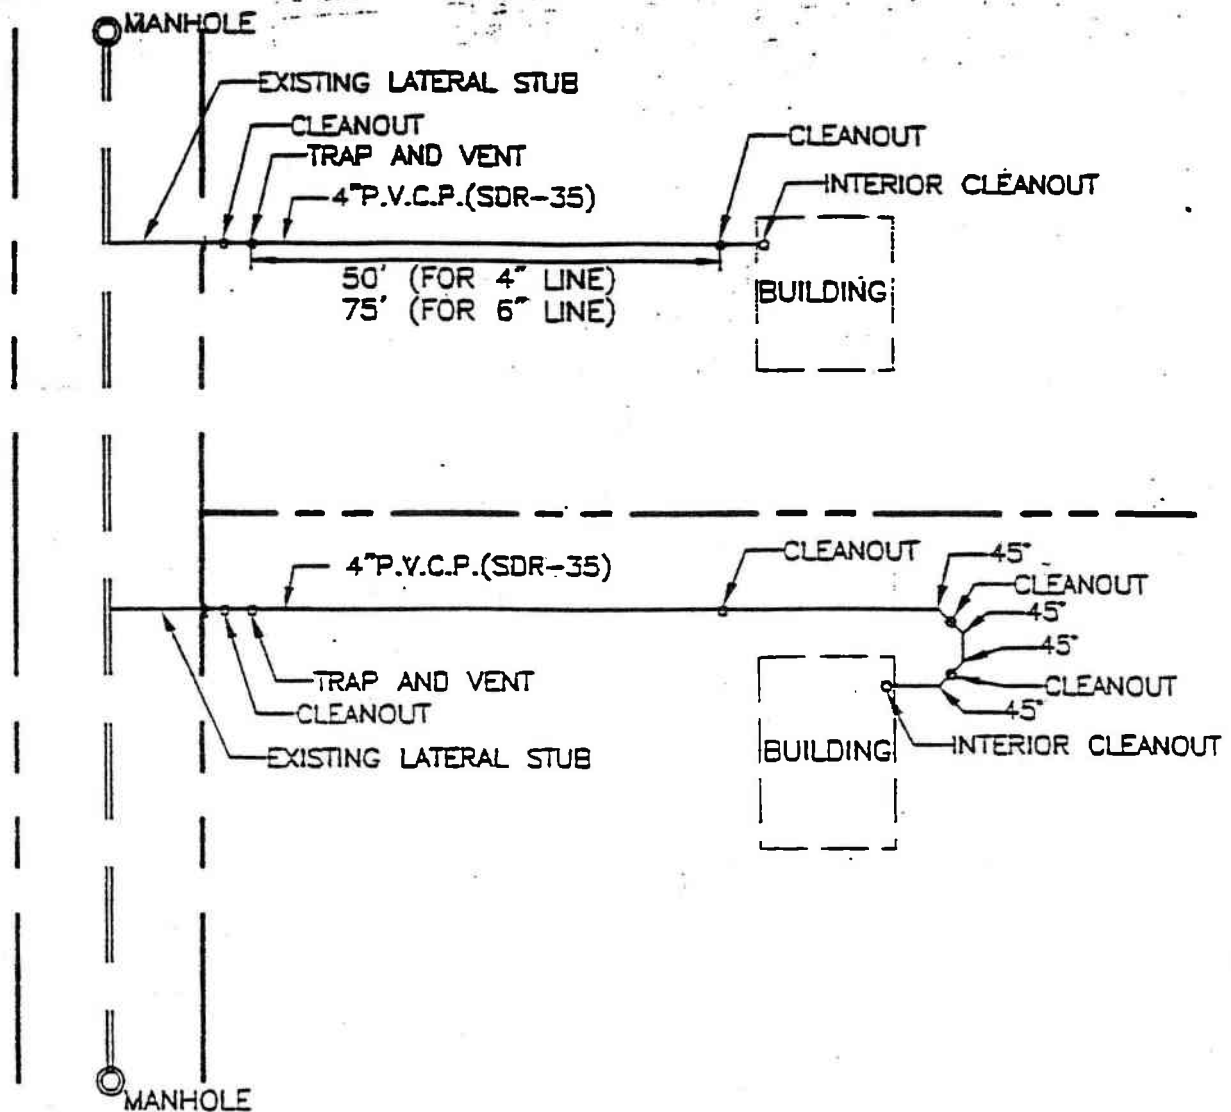 MANHOLE
EXISTING LATERAL STUB
CLEANOUT
TRAP AND VENT
4"P.V.C.P.(SDR-35)
CLEANOUT
INTERIOR CLEANOUT
50' (FOR 4" LINE)
75' (FOR 6" LINE)
BUILDING
4"P.V.C.P.(SDR-35)
CLEANOUT
45°
CLEANOUT
45°
45°
CLEANOUT
45°
TRAP AND VENT
CLEANOUT
EXISTING LATERAL STUB
BUILDING
INTERIOR CLEANOUT
MANHOLE